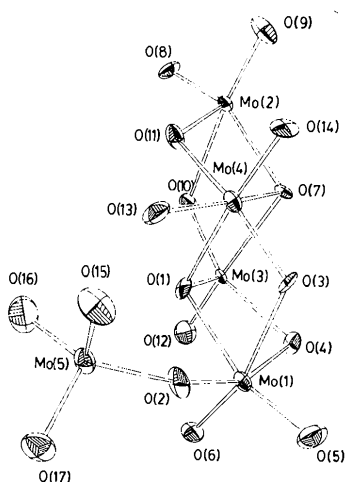 O(9)
O(8)
Mo(2)
O(11)
O(14)
Mo(4)
O(10)
O(7)
O(13)
O(16)
O(15)
O(1)
Mo(3)
O(3)
O(12)
O(4)
Mo(5)
Mo(1)
O(2)
O(6)
O(5)
O(17)